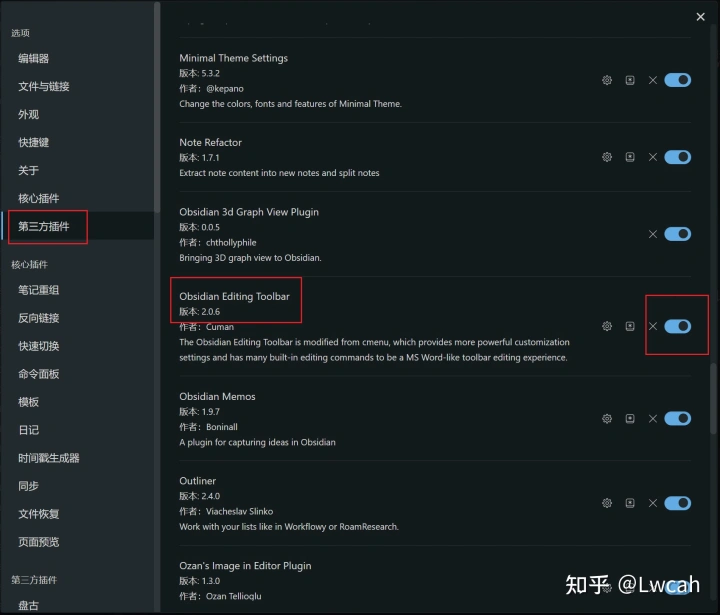 选项
编辑器
文件与链接
外观
快捷键
关于
核心插件
第三方插件
核心插件
笔记重组
反向链接
快速切换
命令面板
模板
日记
时间戳生成器
同步
文件恢复
页面预览
第三方插件
盘古
Minimal Theme Settings
版本: 5.3.2
作者: @kepano
Change the colors, fonts and features of Minimal Theme.
Note Refactor
版本: 1.7.1
Extract note content into new notes and split notes
Obsidian 3d Graph View Plugin
版本: 0.0.5
作者: chthollyphile
Bringing 3D graph view to Obsidian.
Obsidian Editing Toolbar
版本: 2.0.6
作者: Cuman
The Obsidian Editing Toolbar is modified from cmenu, which provides more powerful customization
settings and has many built-in editing commands to be a MS Word-like toolbar editing experience.
Obsidian Memos
版本: 1.9.7
作者: Boninall
A plugin for capturing ideas in Obsidian
Outliner
版本: 2.4.0
作者: Viacheslav Slinko
Work with your lists like in Workflowy or RoamResearch.
Ozan's Image in Editor Plugin
版本: 1.3.0
作者: Ozan Tellioglu
知乎 @Lwcah